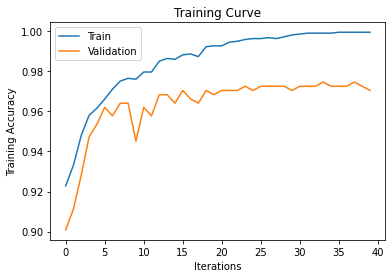 Training Curve
Train
Validation
Training Accuracy
1.00
0.98
0.96
0.94
0.92
0.90
0 5 10 15 20 25 30 35 40
Iterations